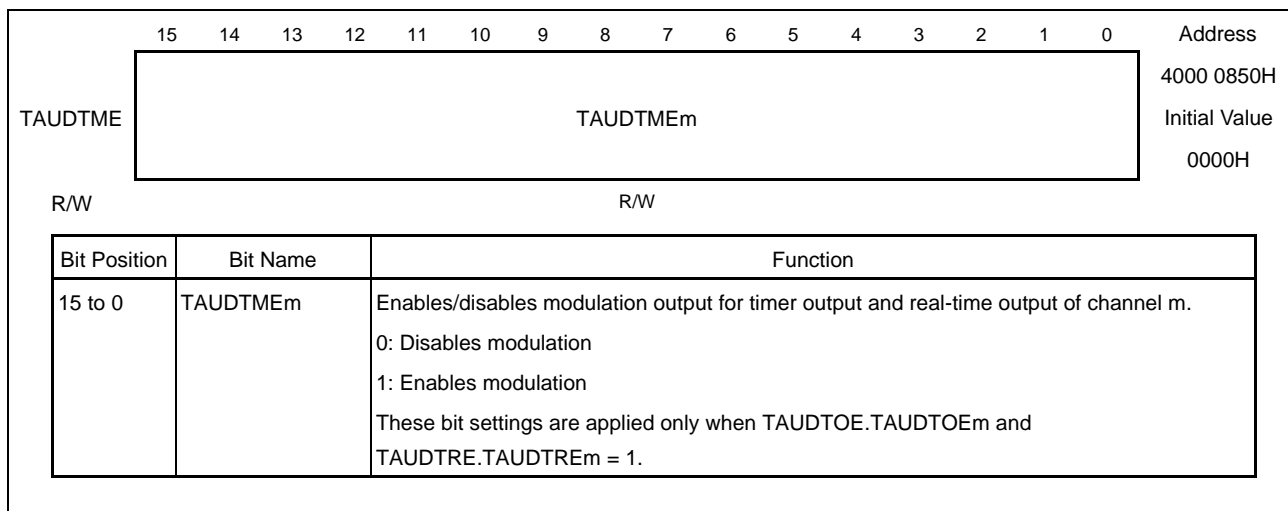 15 14 13 12 11 10 9 8 7 6 5 4 3 2 1 0 Address
4000 0850H
TAUDTME TAUDTMEm Initial Value
0000H
R/W R/W
Bit Position Bit Name Function
15 to 0 TAUDTMEm Enables/disables modulation output for timer output and real-time output of channel m.
0: Disables modulation
1: Enables modulation
These bit settings are applied only when TAUDTOE.TAUDTOEm and
TAUDTRE.TAUDTREm = 1.